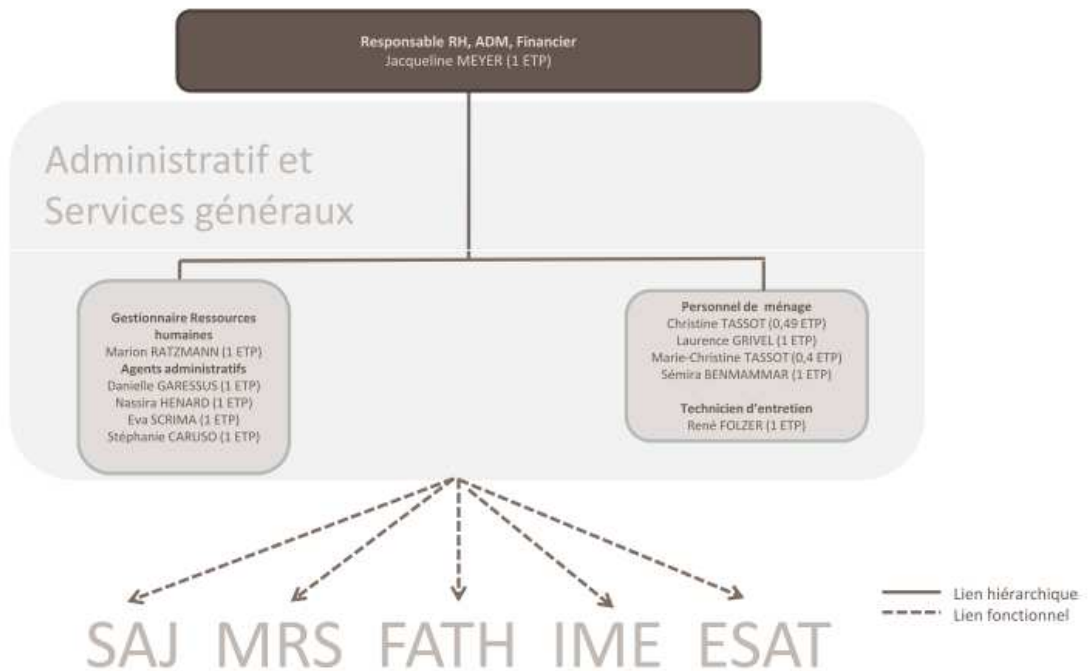 Responsable RH, ADM, Financier
Jacqueline MEYER (1 ETP)
Administratif et
Services généraux
Gestionnaire Ressources
humaines
Marion RATZMANN (1 ETP)
Agents administratifs
Danielle GARESSUS (1 ETP)
Nassira HENARD (1 ETP)
Eva SCRIMA (1 ETP)
Stéphanie CARUSO (1 ETP)
Personnel de ménage
Christine TASSOT (0,49 ETP)
Laurence GRIVEL (1 ETP)
Marie-Christine TASSOT (0,4 ETP)
Sémira BENMAMMAR (1 ETP)
Technicien d'entretien
René FOLZER (1 ETP)
SAJ MRS FATH IME ESAT
Lien hiérarchique
Lien fonctionnel